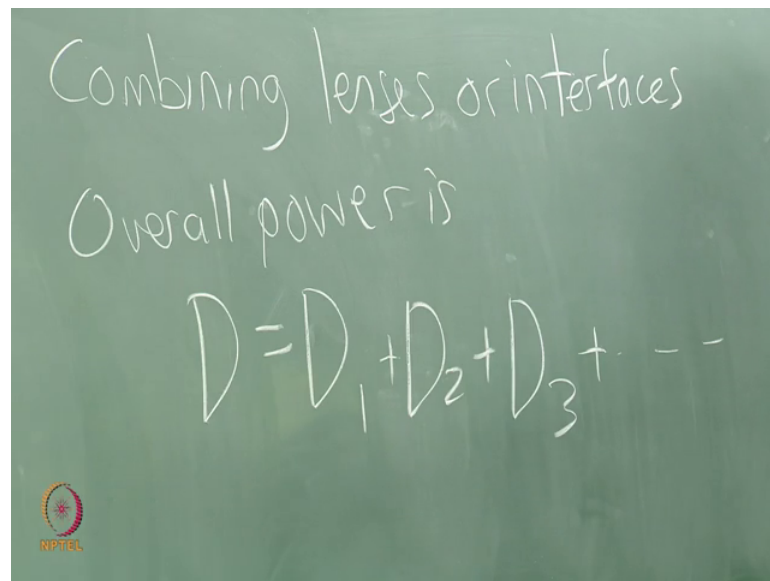 Combining lenses or interfaces
Overall power is
D = D₁ + D₂ + D₃ + - - -
NPTEL